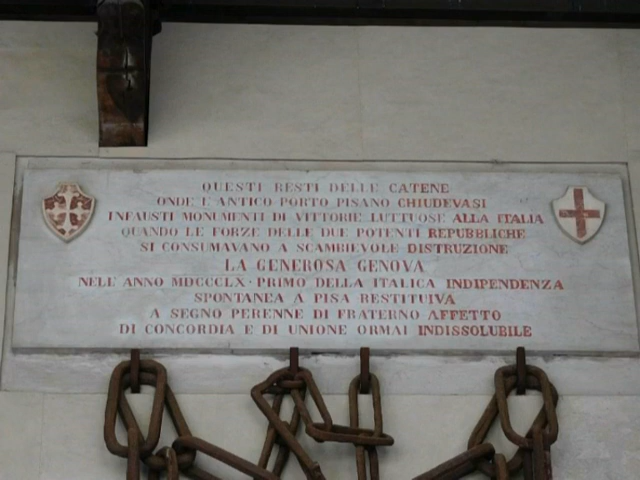 QUESTI RESTI DELLE CATENE
ONDE L'ANTICO PORTO PISANO CHIUDEVASI
INFAUSTI MONUMENTI DI VITTORIE LUTTUOSE ALLA ITALIA
QUANDO LE FORZE DELLE DUE POTENTI REPUBBLICHE
SI CONSUMAVANO A SCAMBIEVOLE DISTRUZIONE
LA GENEROSA GENOVA
NELL'ANNO MDCCCLX · PRIMO DELLA ITALICA INDIPENDENZA
SPONTANEA A PISA RESTITUIVA
A SEGNO PERENNE DI FRATERNO AFFETTO
DI CONCORDIA E DI UNIONE ORMAI INDISSOLUBILE